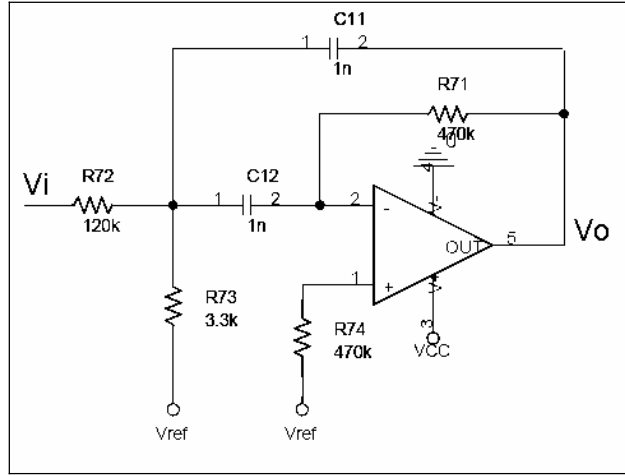 C11
1 2
1n
R71
470k
0
Vi
R72
120k
C12
1 2
1n
4
V-
2
-
OUT
5
Vo
1
+
V+
3
VCC
R73
3.3k
R74
470k
Vref
Vref